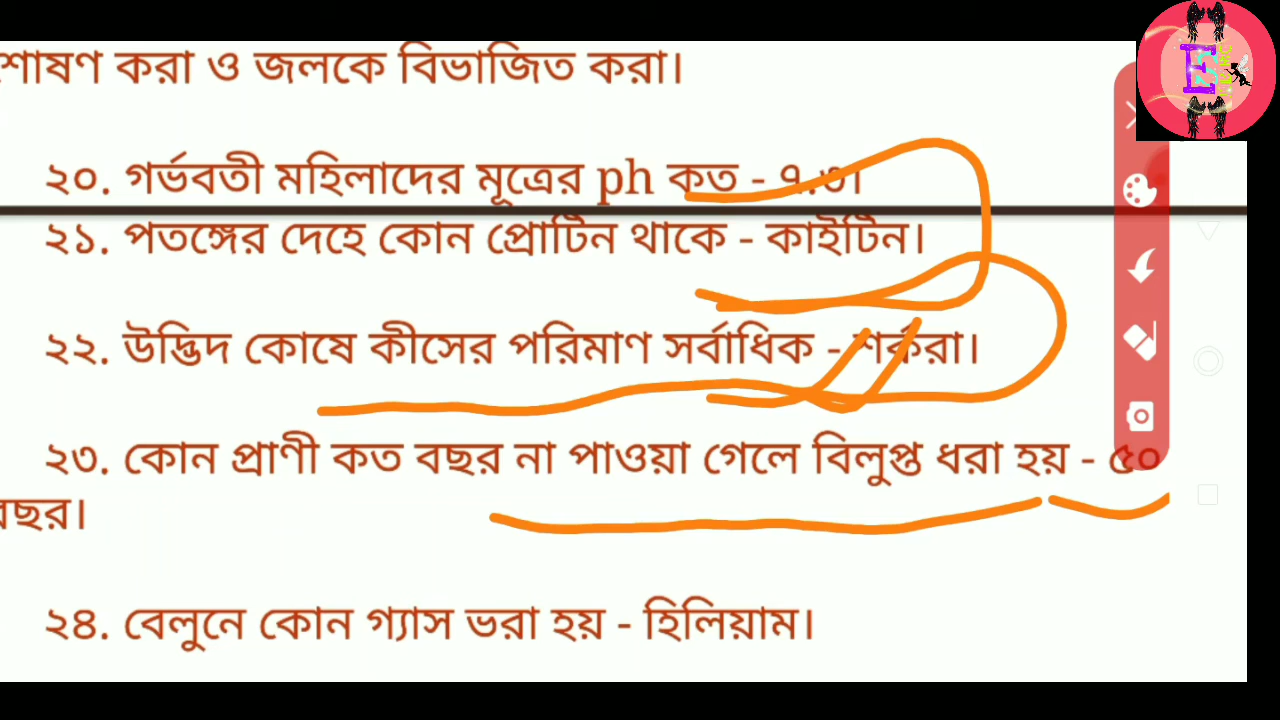 শোষণ করা ও জলকে বিভাজিত করা।
২০. গর্ভবতী মহিলাদের মূত্রের ph কত - ৭.৩।
২১. পতঙ্গের দেহে কোন প্রোটিন থাকে - কাইটিন।
২২. উদ্ভিদ কোষে কীসের পরিমাণ সর্বাধিক - শর্করা।
২৩. কোন প্রাণী কত বছর না পাওয়া গেলে বিলুপ্ত ধরা হয় - ৫০
বছর।
২৪. বেলুনে কোন গ্যাস ভরা হয় - হিলিয়াম।